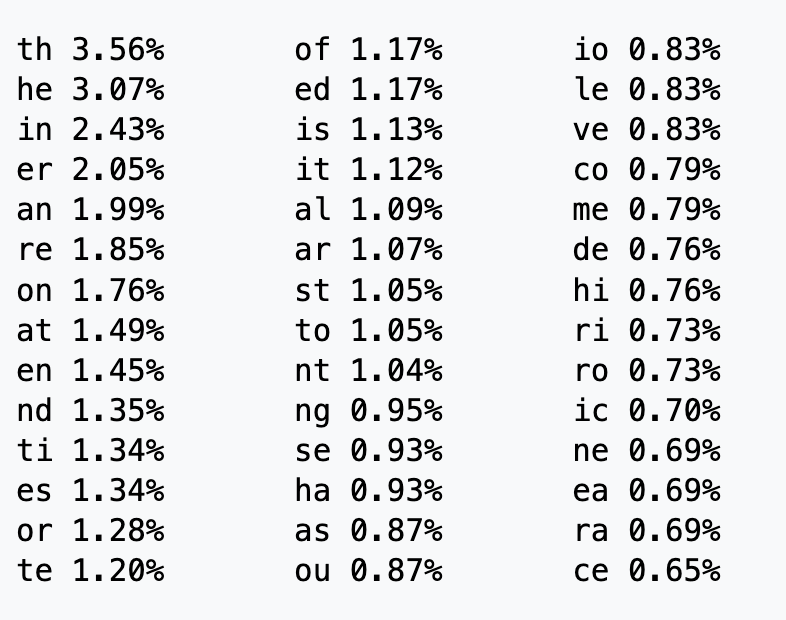 th 3.56% of 1.17% io 0.83%
he 3.07% ed 1.17% le 0.83%
in 2.43% is 1.13% ve 0.83%
er 2.05% it 1.12% co 0.79%
an 1.99% al 1.09% me 0.79%
re 1.85% ar 1.07% de 0.76%
on 1.76% st 1.05% hi 0.76%
at 1.49% to 1.05% ri 0.73%
en 1.45% nt 1.04% ro 0.73%
nd 1.35% ng 0.95% ic 0.70%
ti 1.34% se 0.93% ne 0.69%
es 1.34% ha 0.93% ea 0.69%
or 1.28% as 0.87% ra 0.69%
te 1.20% ou 0.87% ce 0.65%